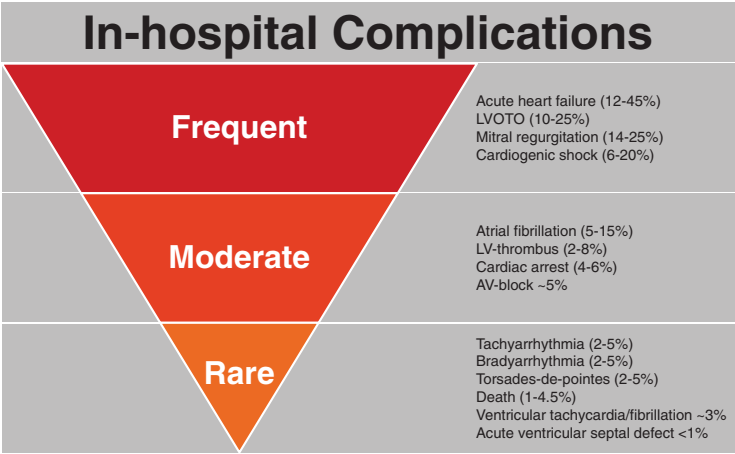 In-hospital Complications
Frequent
Acute heart failure (12-45%)
LVOTO (10-25%)
Mitral regurgitation (14-25%)
Cardiogenic shock (6-20%)
Moderate
Atrial fibrillation (5-15%)
LV-thrombus (2-8%)
Cardiac arrest (4-6%)
AV-block ~5%
Rare
Tachyarrhythmia (2-5%)
Bradyarrhythmia (2-5%)
Torsades-de-pointes (2-5%)
Death (1-4.5%)
Ventricular tachycardia/fibrillation ~3%
Acute ventricular septal defect <1%